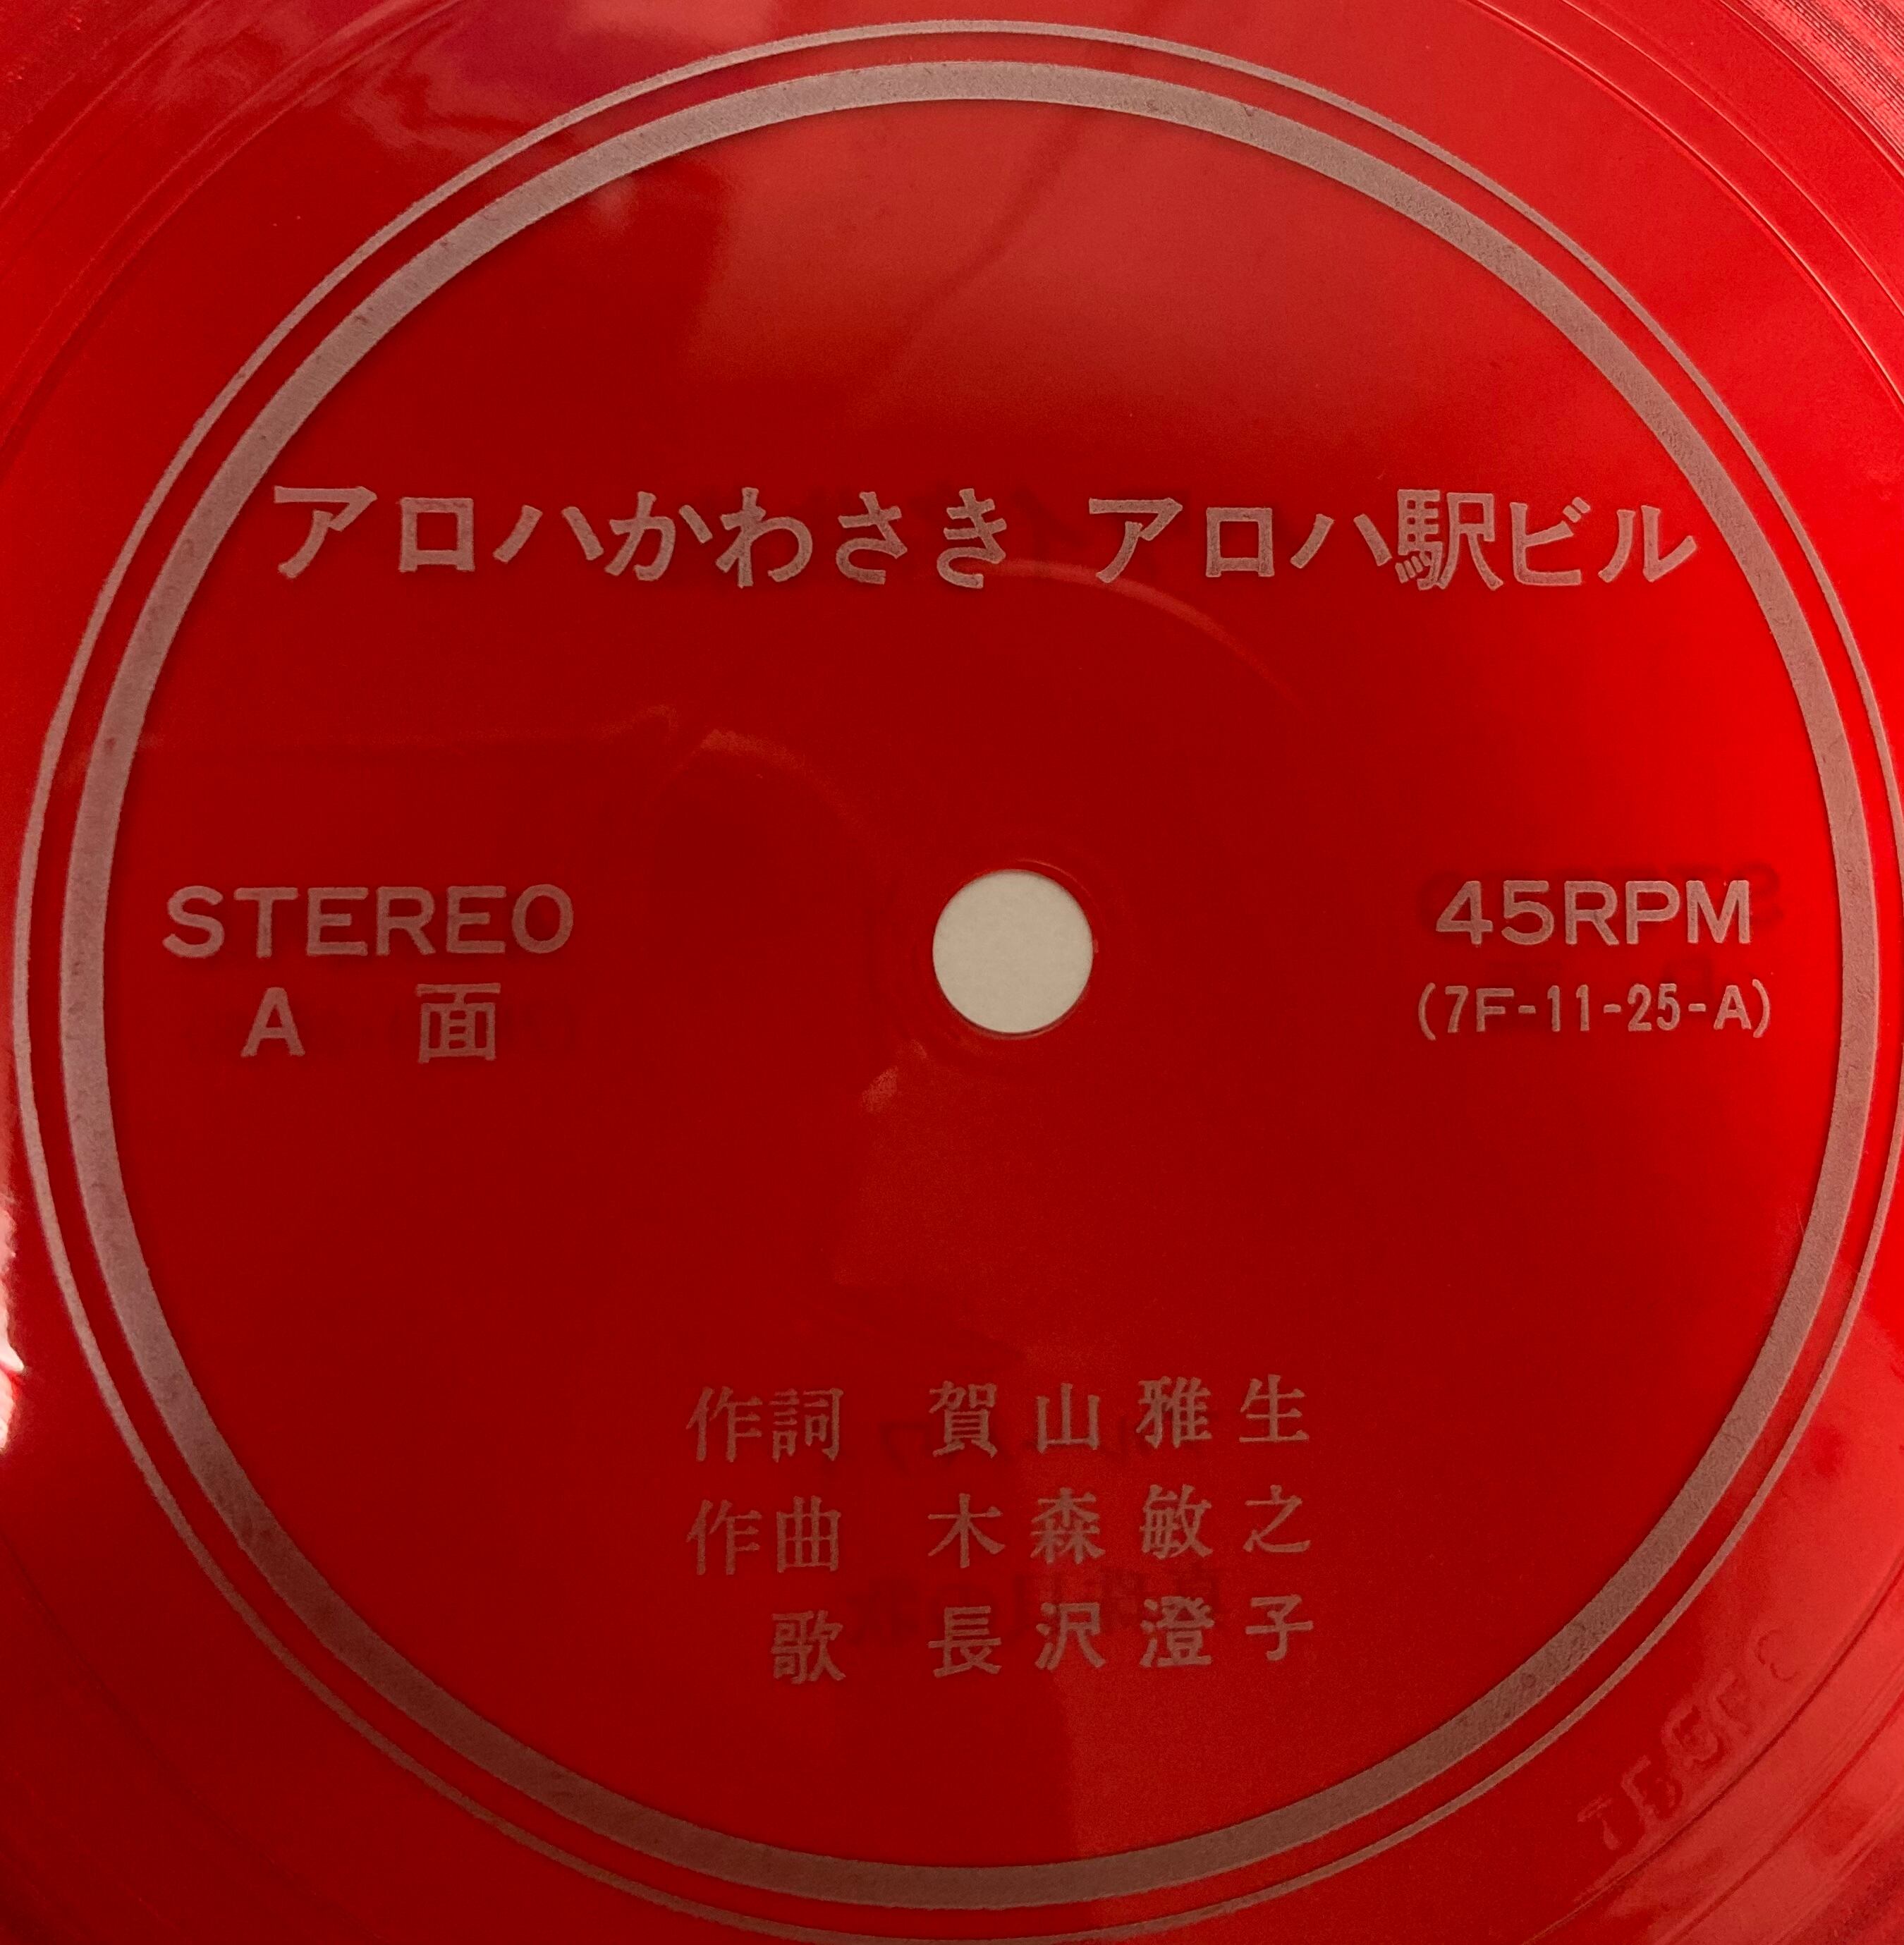 アロハかわさき アロハ駅ビル
STEREO
A 面
45RPM
(7F-11-25-A)
作詞 賀山雅生
作曲 木森敏之
歌 長沢澄子